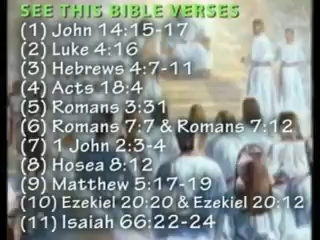 SEE THIS BIBLE VERSES
(1) John 14:15-17
(2) Luke 4:16
(3) Hebrews 4:7-11
(4) Acts 18:4
(5) Romans 3:31
(6) Romans 7:7 & Romans 7:12
(7) 1 John 2:3-4
(8) Hosea 8:12
(9) Matthew 5:17-19
(10) Ezekiel 20:20 & Ezekiel 20:12
(11) Isaiah 66:22-24